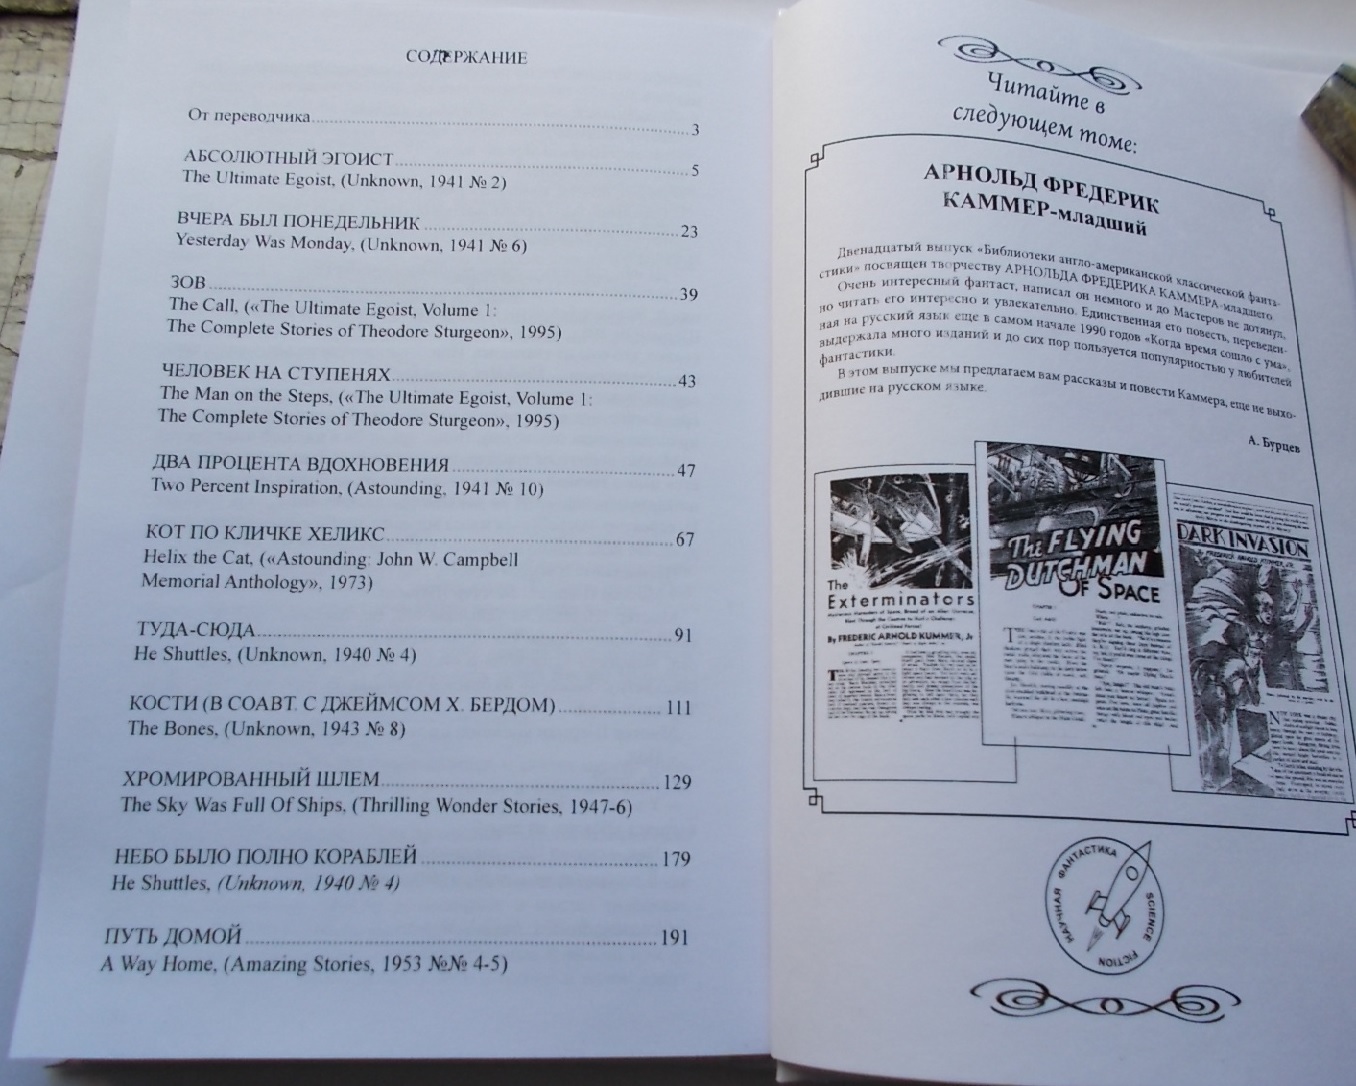 СОДЕРЖАНИЕ
От переводчика 3
АБСОЛЮТНЫЙ ЭГОИСТ 5
The Ultimate Egoist, (Unknown, 1941 № 2)
ВЧЕРА БЫЛ ПОНЕДЕЛЬНИК 23
Yesterday Was Monday, (Unknown, 1941 № 6)
ЗОВ 39
The Call, («The Ultimate Egoist, Volume 1:
The Complete Stories of Theodore Sturgeon», 1995)
ЧЕЛОВЕК НА СТУПЕНЯХ 43
The Man on the Steps, («The Ultimate Egoist, Volume 1:
The Complete Stories of Theodore Sturgeon», 1995)
ДВА ПРОЦЕНТА ВДОХНОВЕНИЯ 47
Two Percent Inspiration, (Astounding, 1941 № 10)
КОТ ПО КЛИЧКЕ ХЕЛИКС 67
Helix the Cat, («Astounding: John W. Campbell
Memorial Anthology», 1973)
ТУДА-СЮДА 91
He Shuttles, (Unknown, 1940 № 4)
КОСТИ (В СОАВТ. С ДЖЕЙМСОМ Х. БЕРДОМ) 111
The Bones, (Unknown, 1943 № 8)
ХРОМИРОВАННЫЙ ШЛЕМ 129
The Sky Was Full Of Ships, (Thrilling Wonder Stories, 1947-6)
НЕБО БЫЛО ПОЛНО КОРАБЛЕЙ 179
He Shuttles, (Unknown, 1940 № 4)
ПУТЬ ДОМОЙ 191
A Way Home, (Amazing Stories, 1953 №№ 4-5)
Читайте в
следующем томе:
АРНОЛЬД ФРЕДЕРИК
КАММЕР-младший
Двенадцатый выпуск «Библиотеки англо-американской классической фанта-
стики» посвящен творчеству АРНОЛЬДА ФРЕДЕРИКА КАММЕРА-младшего.
Очень интересный фантаст, написал он немного и до Мастеров не дотянул,
но читать его интересно и увлекательно. Единственная его повесть, переведен-
ная на русский язык еще в самом начале 1990 годов «Когда время сошло с ума»,
выдержала много изданий и до сих пор пользуется популярностью у любителей
фантастики.
В этом выпуске мы предлагаем вам рассказы и повести Каммера, еще не выхо-
дившие на русском языке.
А. Бурцев
The
Exterminators
By FREDERIC ARNOLD KUMMER, Jr
The FLYING
DUTCHMAN
OF SPACE
DARK INVASION
By FREDERIC ARNOLD KUMMER, JR.
НАУЧНАЯ ФАНТАСТИКА
SCIENCE FICTION